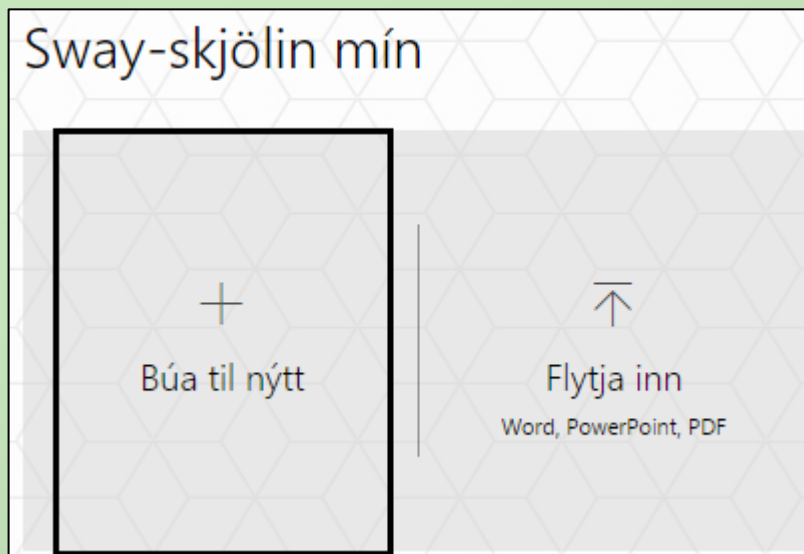 Sway-skjölin mín
Búa til nýtt
Flytja inn
Word, PowerPoint, PDF